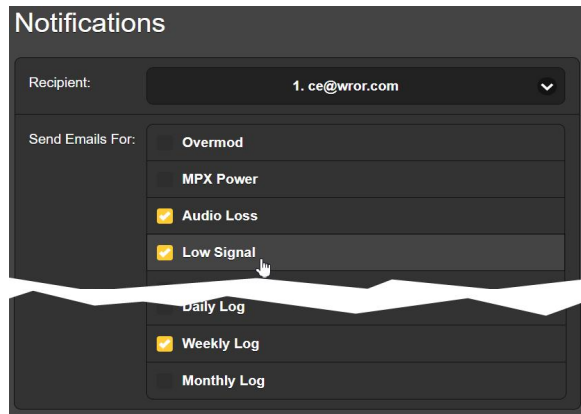 Notifications
Recipient: 1. ce@wror.com
Send Emails For: Overmod
MPX Power
Audio Loss
Low Signal
Daily Log
Weekly Log
Monthly Log